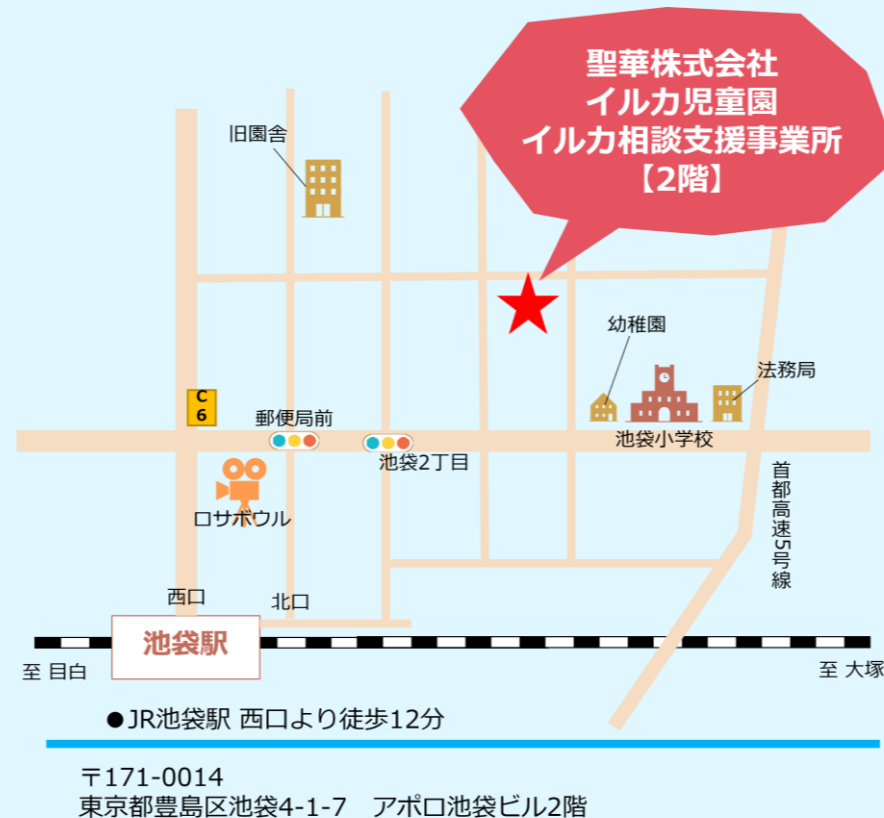 聖華株式会社
イルカ児童園
イルカ相談支援事業所
【2階】
旧園舎
幼稚園
法務局
C
6
郵便局前
池袋小学校
池袋2丁目
首都高速5号線
ロサボウル
西口
北口
池袋駅
至 目白
至 大塚
●JR池袋駅 西口より徒歩12分
〒171-0014
東京都豊島区池袋4-1-7 アポロ池袋ビル2階